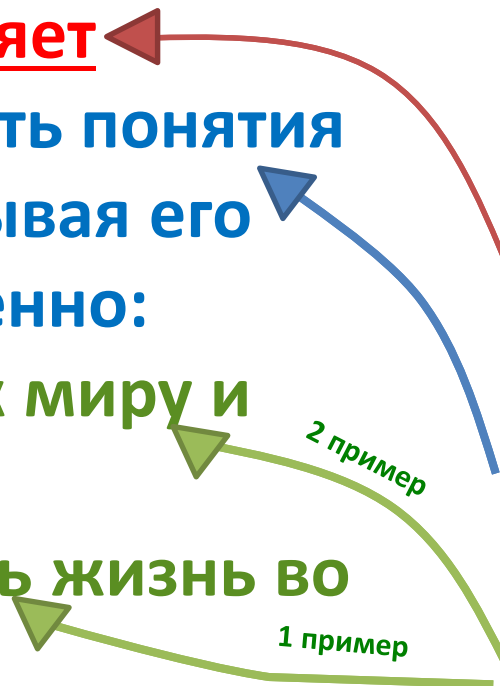 яет
ть понятия
ывая его
енно:
к миру и
2 пример
ь жизнь во
1 пример